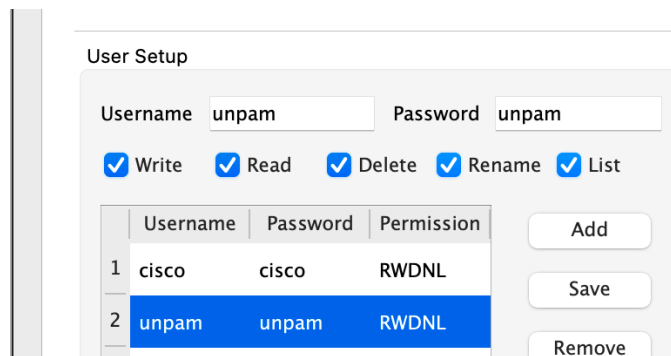 User Setup
Username unpam Password unpam
Write Read Delete Rename List
Username Password Permission
Add
1 cisco cisco RWDNL
Save
2 unpam unpam RWDNL
Remove